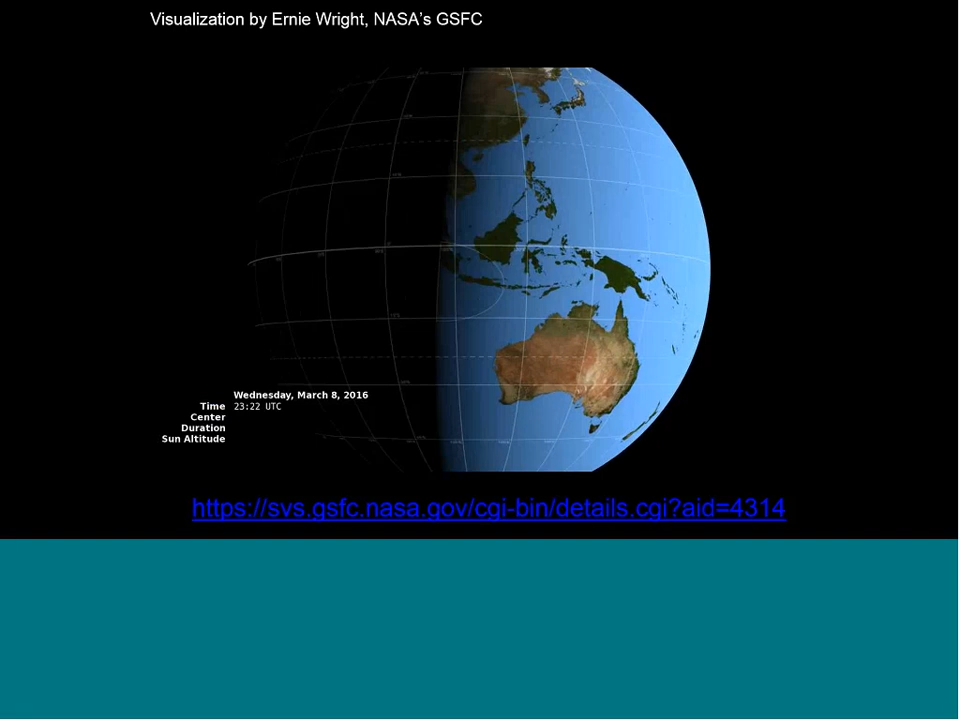 Visualization by Ernie Wright, NASA's GSFC
Wednesday, March 8, 2016
Time 23:22 UTC
Center
Duration
Sun Altitude
https://svs.gsfc.nasa.gov/cgi-bin/details.cgi?aid=4314